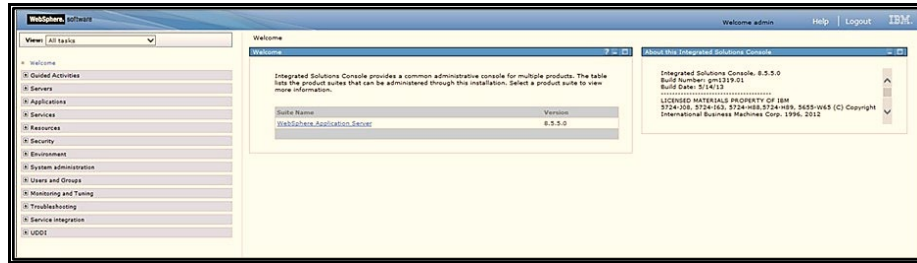 WebSphere. software
Welcome admin
Help
Logout
IBM.
View: All tasks
Welcome
Guided Activities
Servers
Applications
Services
Resources
Security
Environment
System administration
Users and Groups
Monitoring and Tuning
Troubleshooting
Service integration
UDDI
Welcome
Welcome
Integrated Solutions Console provides a common administrative console for multiple products. The table
lists the product suites that can be administered through this installation. Select a product suite to view
more information.
Suite Name Version
WebSphere Application Server 8.5.5.0
About this Integrated Solutions Console
Integrated Solutions Console, 8.5.5.0
Build Number: gm1319.01
Build Date: 5/14/13
----------------------------------
LICENSED MATERIALS PROPERTY OF IBM
5724-J08, 5724-I63, 5724-H88,5724-H89, 5655-W65 (C) Copyright
International Business Machines Corp. 1996, 2012